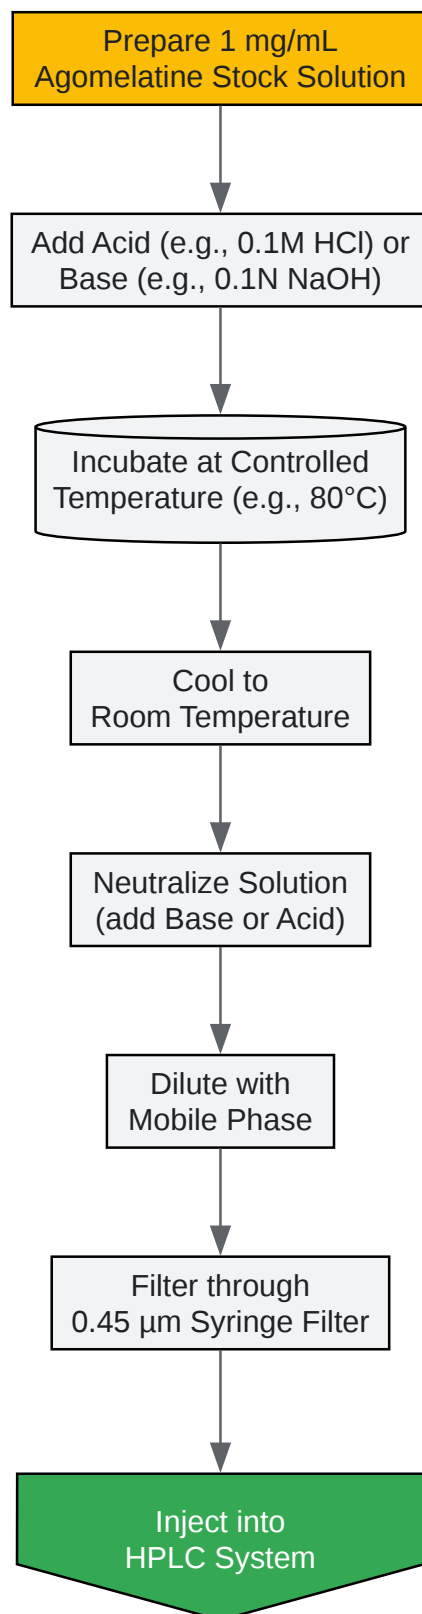 Prepare 1 mg/mL
Agomelatine Stock Solution
Add Acid (e.g., 0.1M HCl) or
Base (e.g., 0.1N NaOH)
Incubate at Controlled
Temperature (e.g., 80°C)
Cool to
Room Temperature
Neutralize Solution
(add Base or Acid)
Dilute with
Mobile Phase
Filter through
0.45 µm Syringe Filter
Inject into
HPLC System